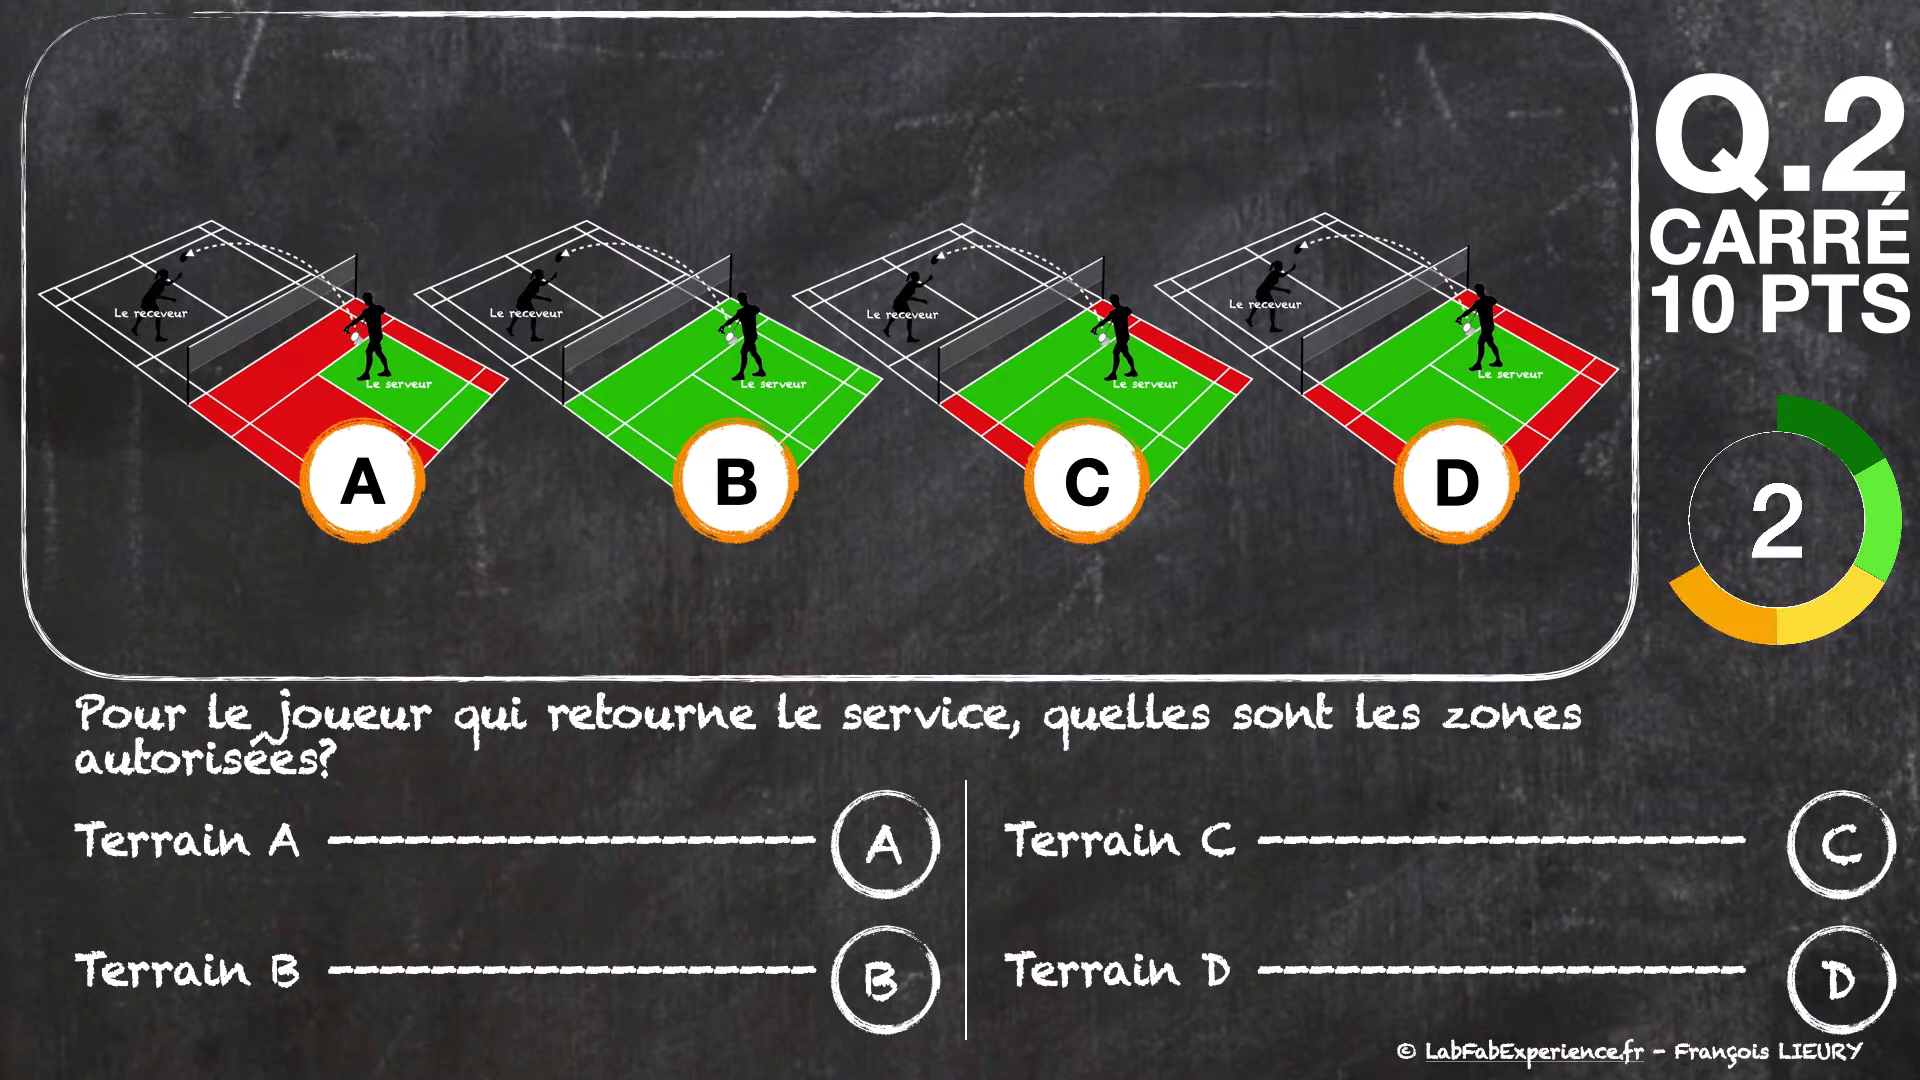 Q.2
CARRÉ
10 PTS
Le receveur
Le serveur
Le receveur
Le serveur
Le receveur
Le serveur
Le receveur
Le serveur
A
B
C
D
2
Pour le joueur qui retourne le service, quelles sont les zones
autorisées?
Terrain A
A
Terrain C
C
Terrain B
B
Terrain D
D
© LabFabExperience.fr - François LIEURY